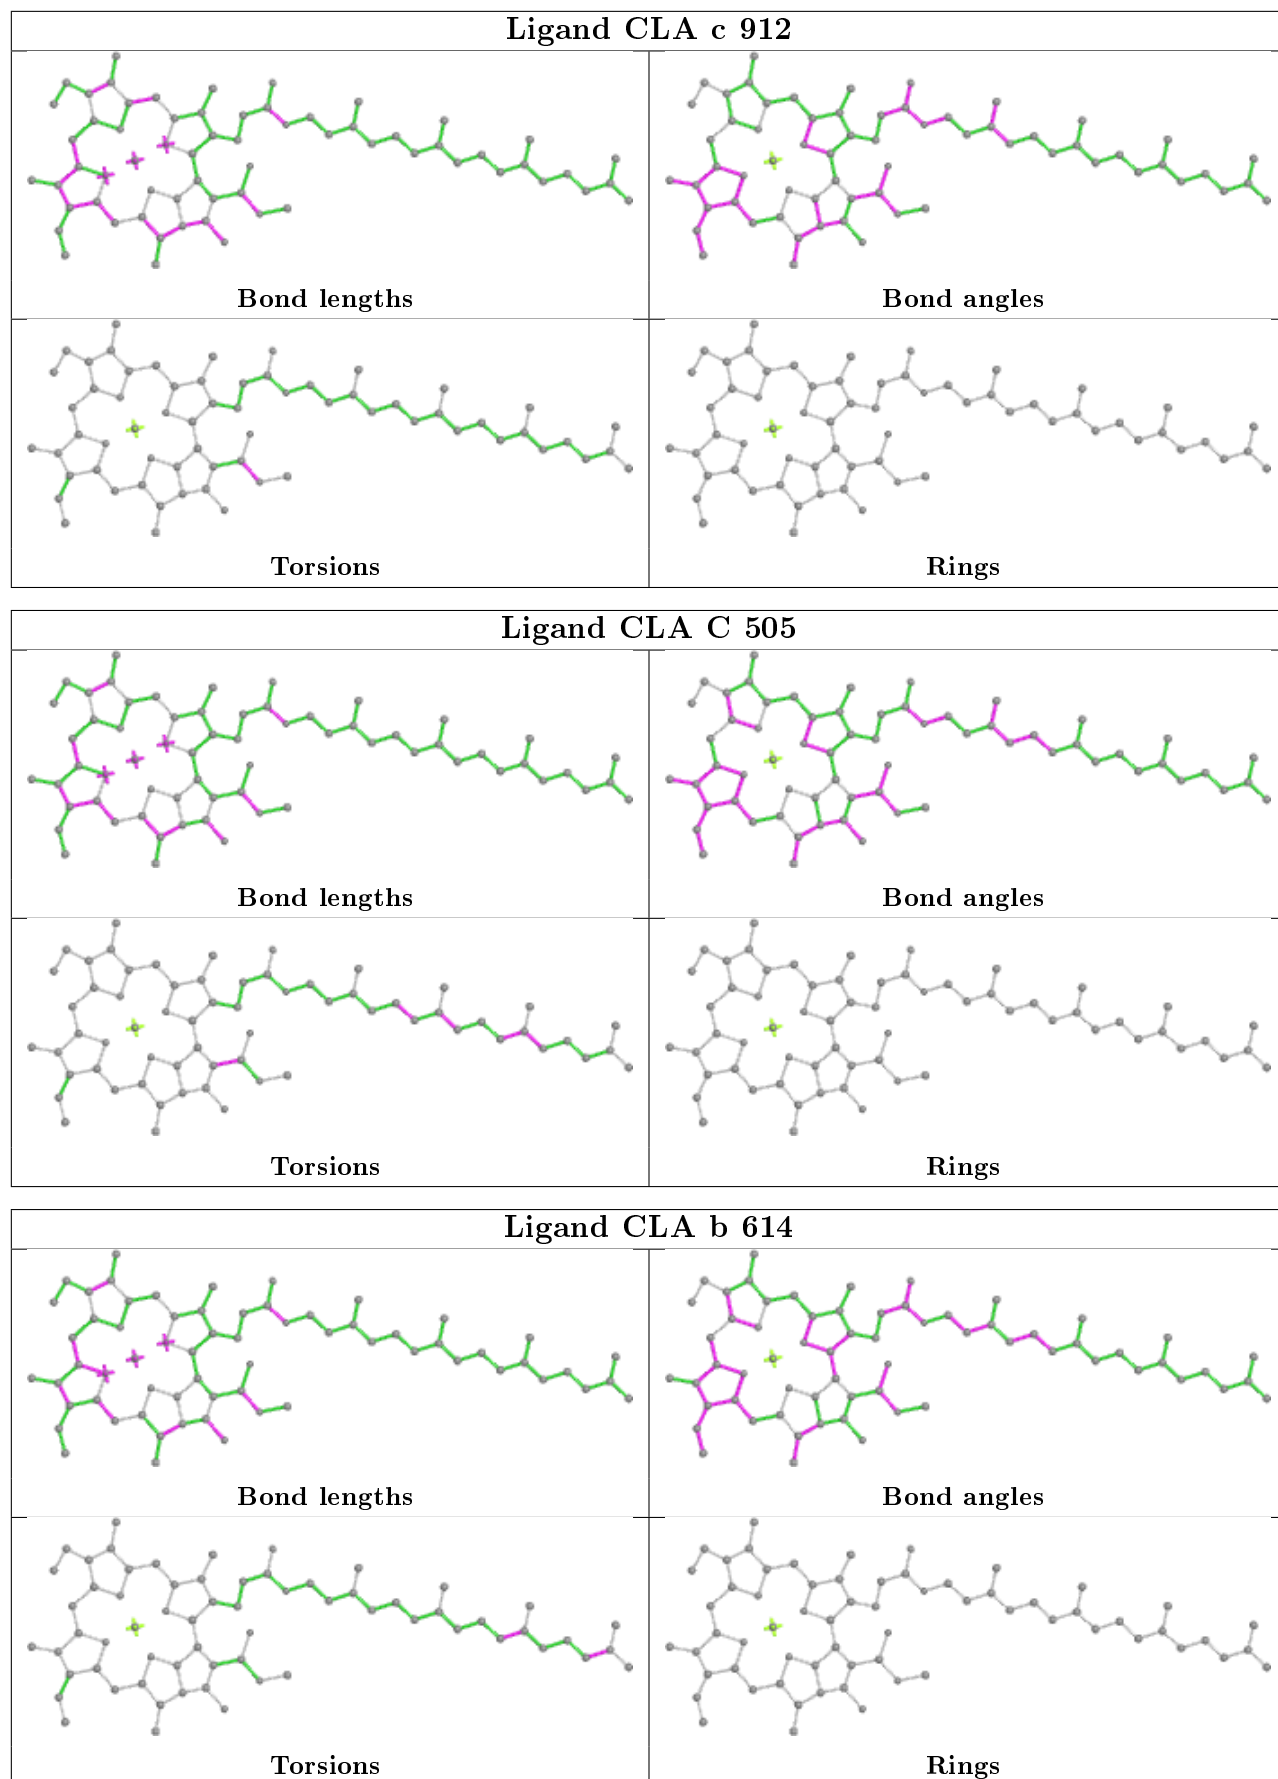 Ligand CLA c 912
Bond lengths
Bond angles
Torsions
Rings
Ligand CLA C 505
Bond lengths
Bond angles
Torsions
Rings
Ligand CLA b 614
Bond lengths
Bond angles
Torsions
Rings